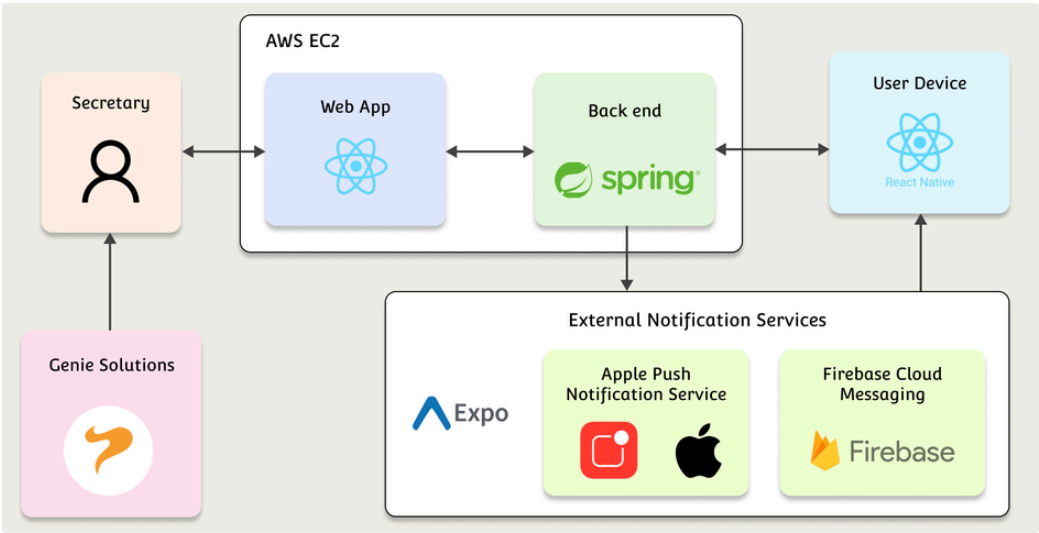 AWS EC2
Secretary
Web App
Back end
spring
User Device
React Native
Genie Solutions
External Notification Services
Expo
Apple Push
Notification Service
Firebase Cloud
Messaging
Firebase